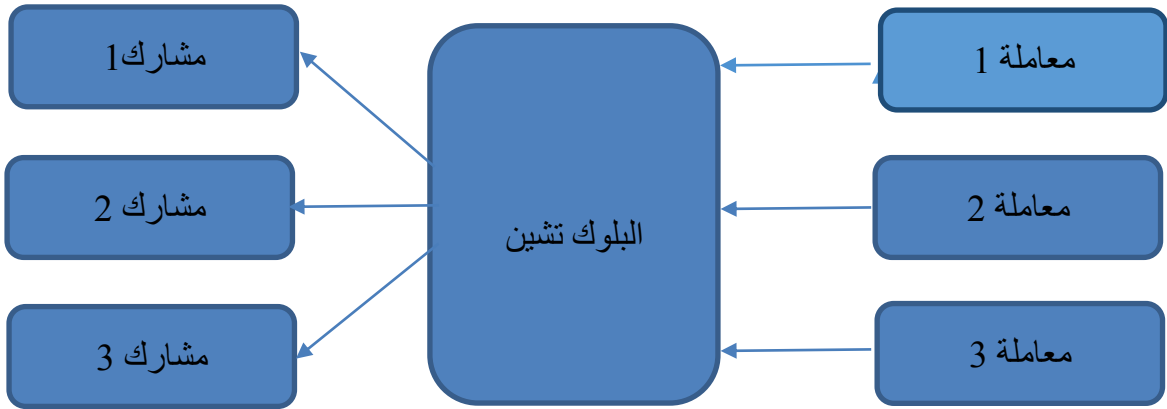 معاملة 1
مشارك1
البلوك تشين
معاملة 2
مشارك 2
معاملة 3
مشارك 3